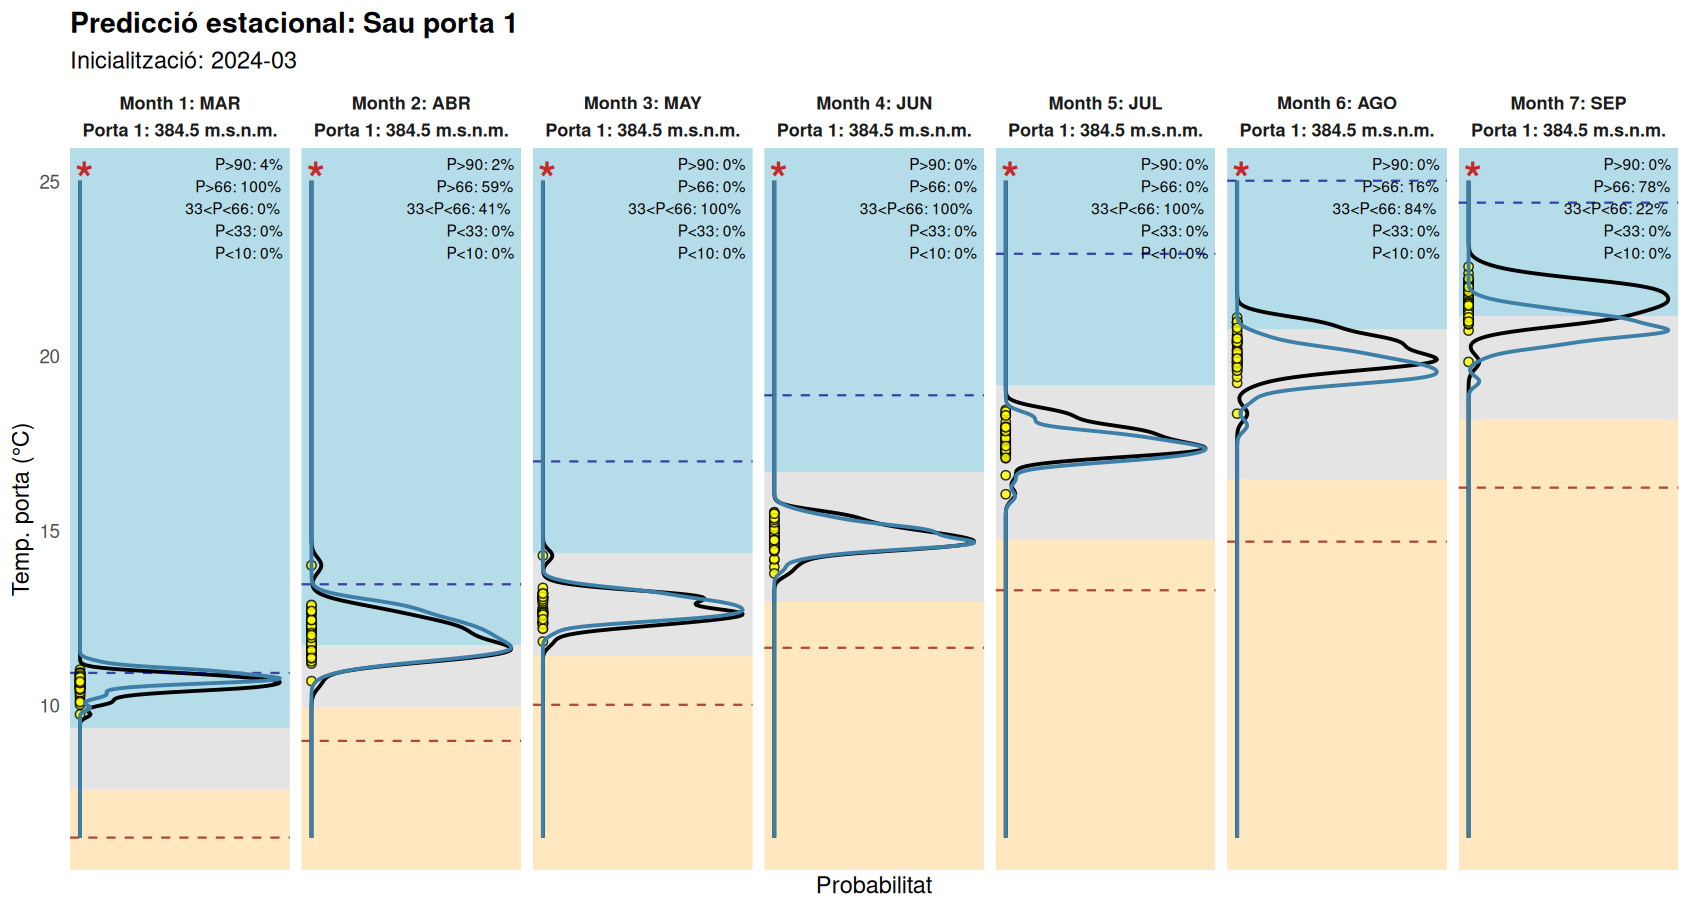 Predicció estacional: Sau porta 1
Inicialització: 2024-03
Month 1: MAR
Porta 1: 384.5 m.s.n.m.
Month 2: ABR
Porta 1: 384.5 m.s.n.m.
Month 3: MAY
Porta 1: 384.5 m.s.n.m.
Month 4: JUN
Porta 1: 384.5 m.s.n.m.
Month 5: JUL
Porta 1: 384.5 m.s.n.m.
Month 6: AGO
Porta 1: 384.5 m.s.n.m.
Month 7: SEP
Porta 1: 384.5 m.s.n.m.
Temp. porta (°C)
25
20
15
10
*
P>90: 4%
P>66: 100%
33<P<66: 0%
P<33: 0%
P<10: 0%
*
P>90: 2%
P>66: 59%
33<P<66: 41%
P<33: 0%
P<10: 0%
*
P>90: 0%
P>66: 0%
33<P<66: 100%
P<33: 0%
P<10: 0%
*
P>90: 0%
P>66: 0%
33<P<66: 100%
P<33: 0%
P<10: 0%
*
P>90: 0%
P>66: 0%
33<P<66: 100%
P<33: 0%
P<10: 0%
*
P>90: 0%
P>66: 16%
33<P<66: 84%
P<33: 0%
P<10: 0%
*
P>90: 0%
P>66: 78%
33<P<66: 22%
P<33: 0%
P<10: 0%
Probabilitat